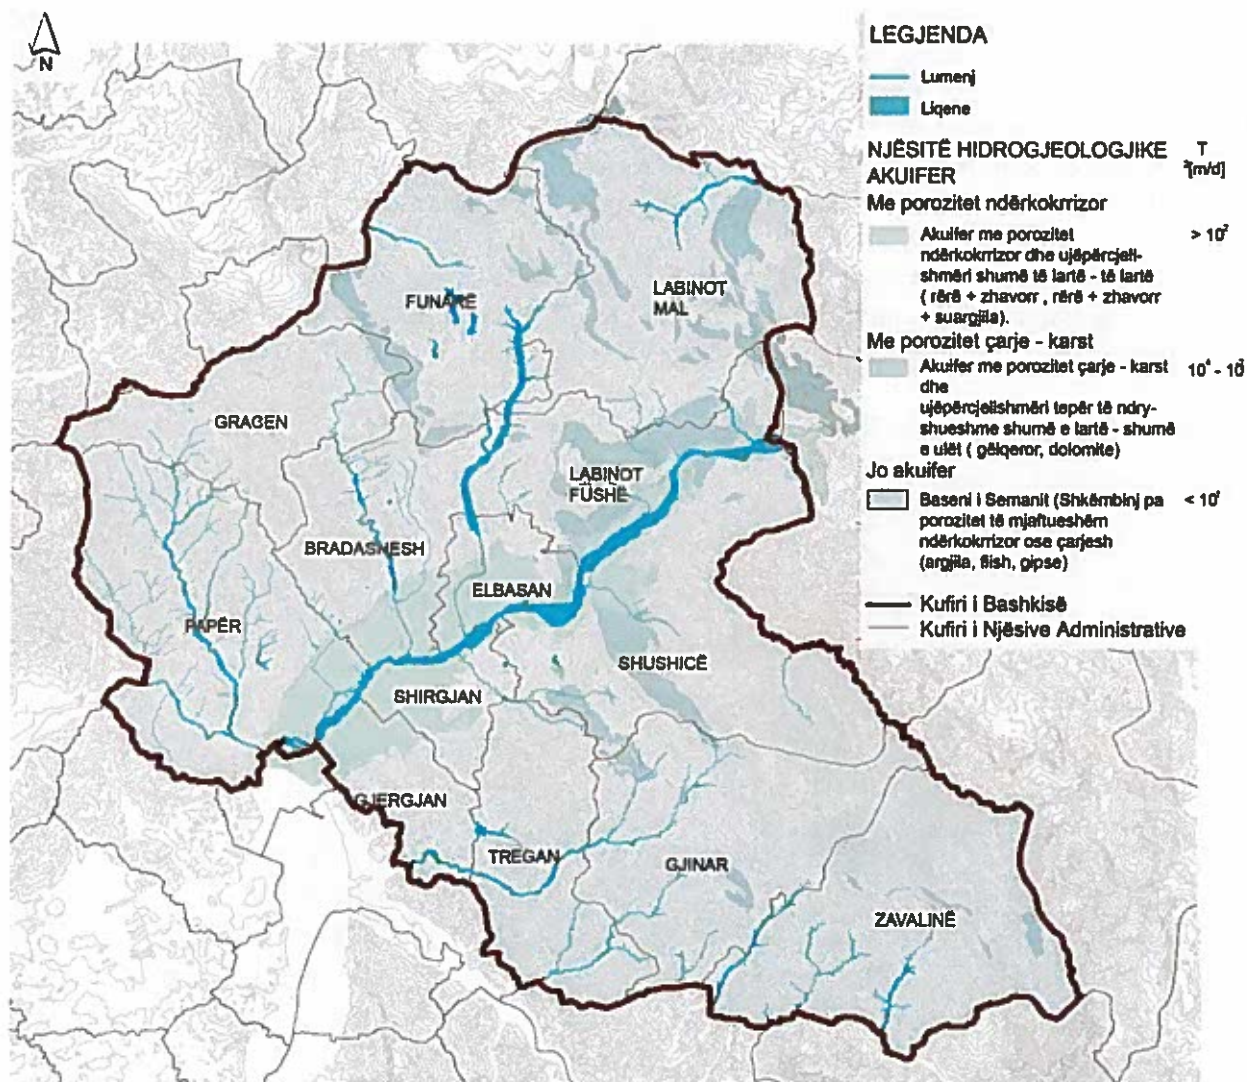 N
LEGJENDA
Lumenj
Liqene
NJËSITË HIDROGJEOLOGJIKE T
AKUIFER [m/d]
Me porozitet ndërkokrrizor
Akuifer me porozitet > 10²
ndërkokrrizor dhe ujëpërcjell-
shmëri shumë të lartë - të lartë
( rërë + zhavorr , rërë + zhavorr
+ suargjila).
Me porozitet çarje - karst
Akuifer me porozitet çarje - karst
dhe
ujëpërcjellshmëri tepër të ndry-
shueshme shumë e lartë - shumë
e ulët ( gëlqeror, dolomite)
Jo akuifer
Baseni i Semanit (Shkëmbinj pa
porozitet të mjaftueshëm
ndërkokrrizor ose çarjesh
(argjila, flish, gipse)
Kufiri i Bashkisë
Kufiri i Njësive Administrative
FUNARË
LABINOT
MAL
GRACEN
LABINOT
FUSHË
BRADASHESH
ELBASAN
PAPËR
SHUSHICË
SHIRGJAN
GJERGJAN
TREGAN
GJINAR
ZAVALINË